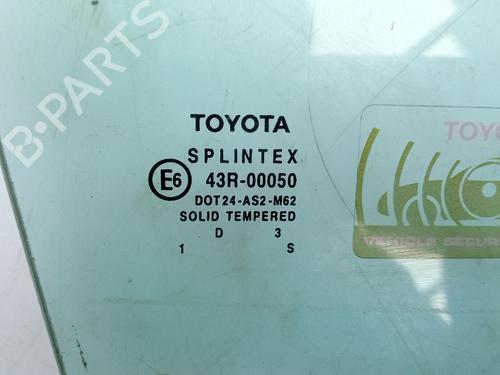 B-PARTS
TOYOTA
SPLINTEX
E6 43R-00050
DOT24-AS2-M62
SOLID TEMPERED
D 3
1 S
TOYO
VEHICLE SECUR